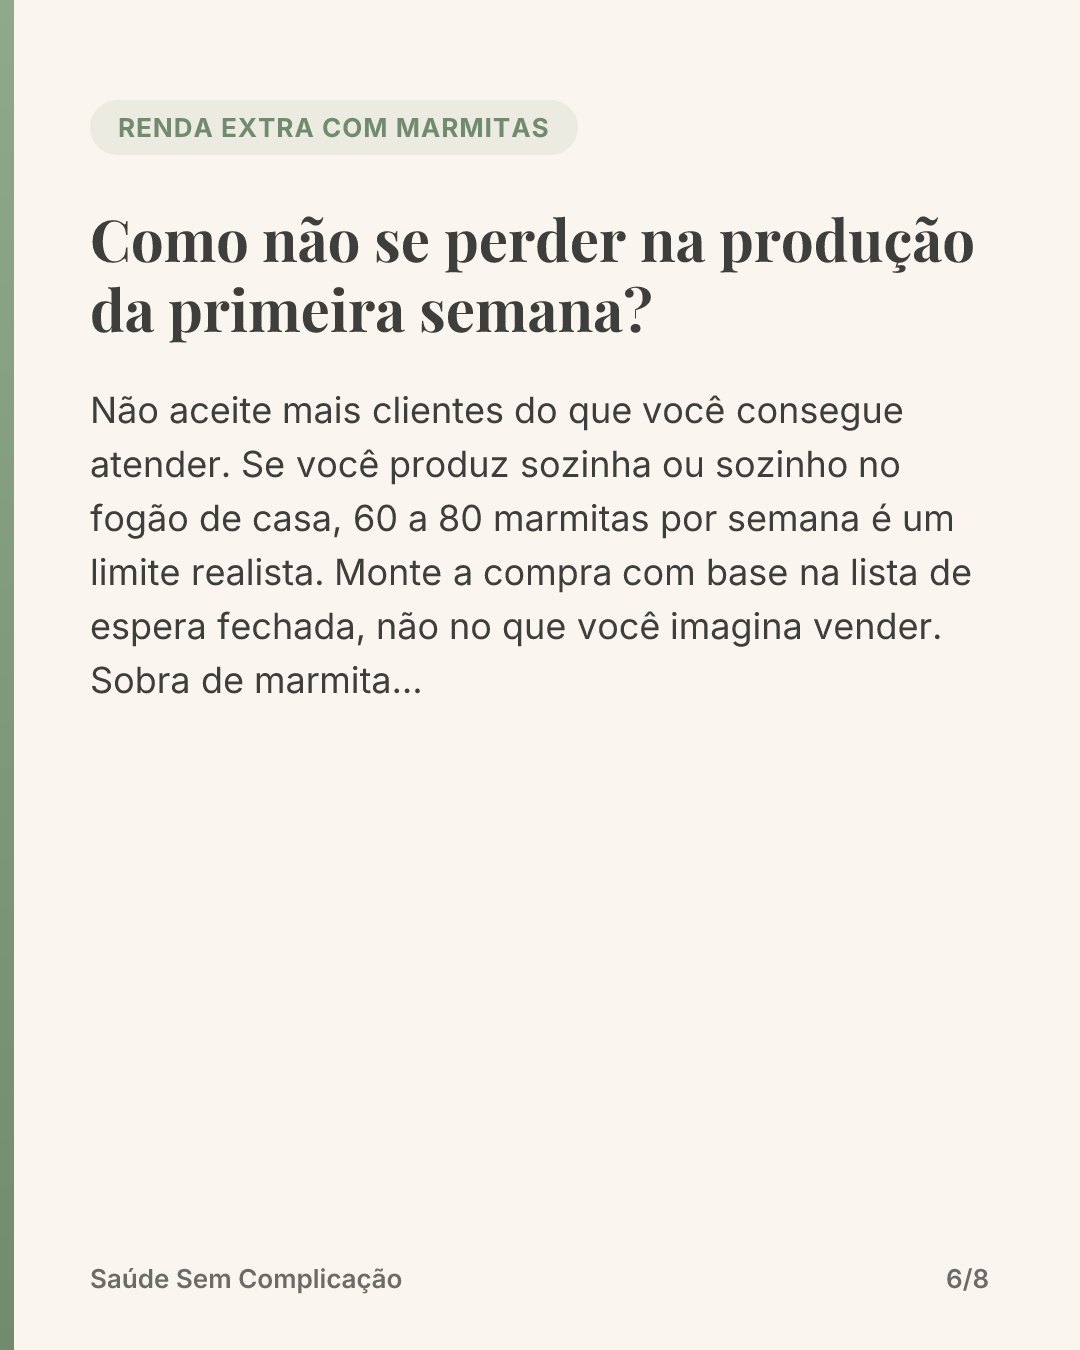 RENDA EXTRA COM MARMITAS
Como não se perder na produção
da primeira semana?
Não aceite mais clientes do que você consegue
atender. Se você produz sozinha ou sozinho no
fogão de casa, 60 a 80 marmitas por semana é um
limite realista. Monte a compra com base na lista de
espera fechada, não no que você imagina vender.
Sobra de marmita...
Saúde Sem Complicação
6/8